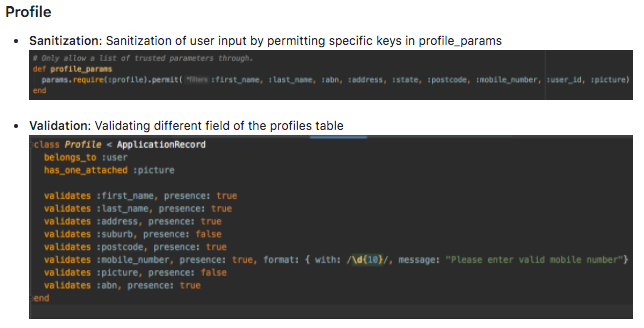 Profile
• Sanitization: Sanitization of user input by permitting specific keys in profile_params
# Only allow a list of trusted parameters through.
def profile_params
params.require(:profile).permit( *filters :first_name, :last_name, :abn, :address, :state, :postcode, :mobile_number, :user_id, :picture)
end
• Validation: Validating different field of the profiles table
class Profile < ApplicationRecord
belongs_to :user
has_one_attached :picture
validates :first_name, presence: true
validates :last_name, presence: true
validates :address, presence: true
validates :suburb, presence: false
validates :postcode, presence: true
validates :mobile_number, presence: true, format: { with: /\d{10}/, message: "Please enter valid mobile number"}
validates :picture, presence: false
validates :abn, presence: true
end